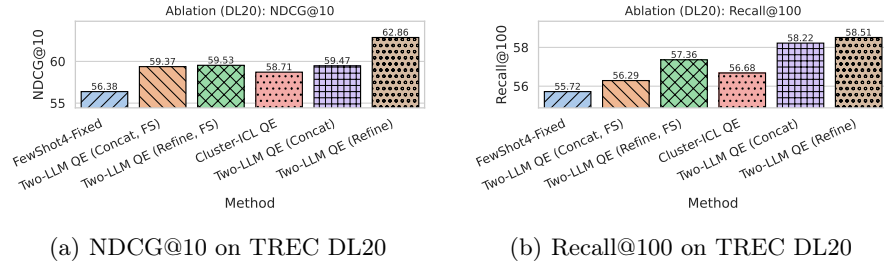 Ablation (DL20): NDCG@10
NDCG@10
60
55
56.38
59.37
59.53
58.71
59.47
62.86
FewShot4-Fixed
Two-LLM QE (Concat, FS)
Two-LLM QE (Refine, FS)
Cluster-ICL QE
Two-LLM QE (Concat)
Two-LLM QE (Refine)
Method
(a) NDCG@10 on TREC DL20
Ablation (DL20): Recall@100
Recall@100
58
56
55.72
56.29
57.36
56.68
58.22
58.51
FewShot4-Fixed
Two-LLM QE (Concat, FS)
Two-LLM QE (Refine, FS)
Cluster-ICL QE
Two-LLM QE (Concat)
Two-LLM QE (Refine)
Method
(b) Recall@100 on TREC DL20